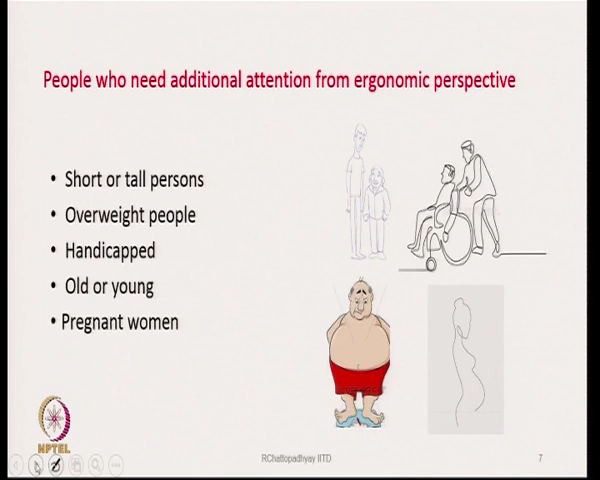 People who need additional attention from ergonomic perspective
• Short or tall persons
• Overweight people
• Handicapped
• Old or young
• Pregnant women
NPTEL
RChattopadhyay IITD
7